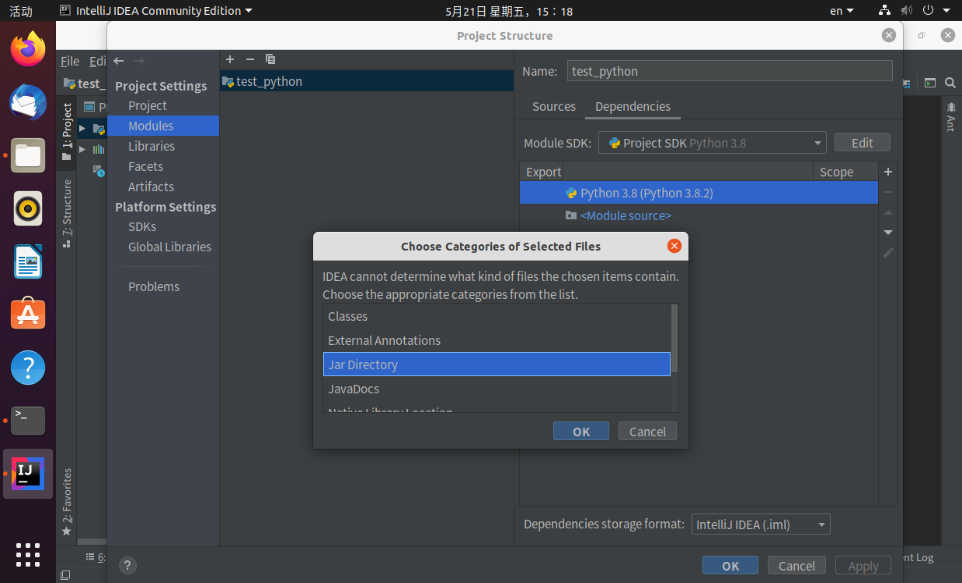 活动
IntelliJ IDEA Community Edition
5月21日 星期五，15：18
en
Project Structure
File
Name: test_python
test_
test_python
Project Settings
Project
Modules
Libraries
Facets
Artifacts
Platform Settings
SDKs
Global Libraries
Problems
Sources
Dependencies
Module SDK: Project SDK Python 3.8
Edit
Export
Scope
Python 3.8 (Python 3.8.2)
<Module source>
1: Project
7: Structure
2: Favorites
Ant
Choose Categories of Selected Files
IDEA cannot determine what kind of files the chosen items contain.
Choose the appropriate categories from the list.
Classes
External Annotations
Jar Directory
JavaDocs
Native Library Location
OK
Cancel
Dependencies storage format: IntelliJ IDEA (.iml)
6:
?
OK
Cancel
Apply
nt Log